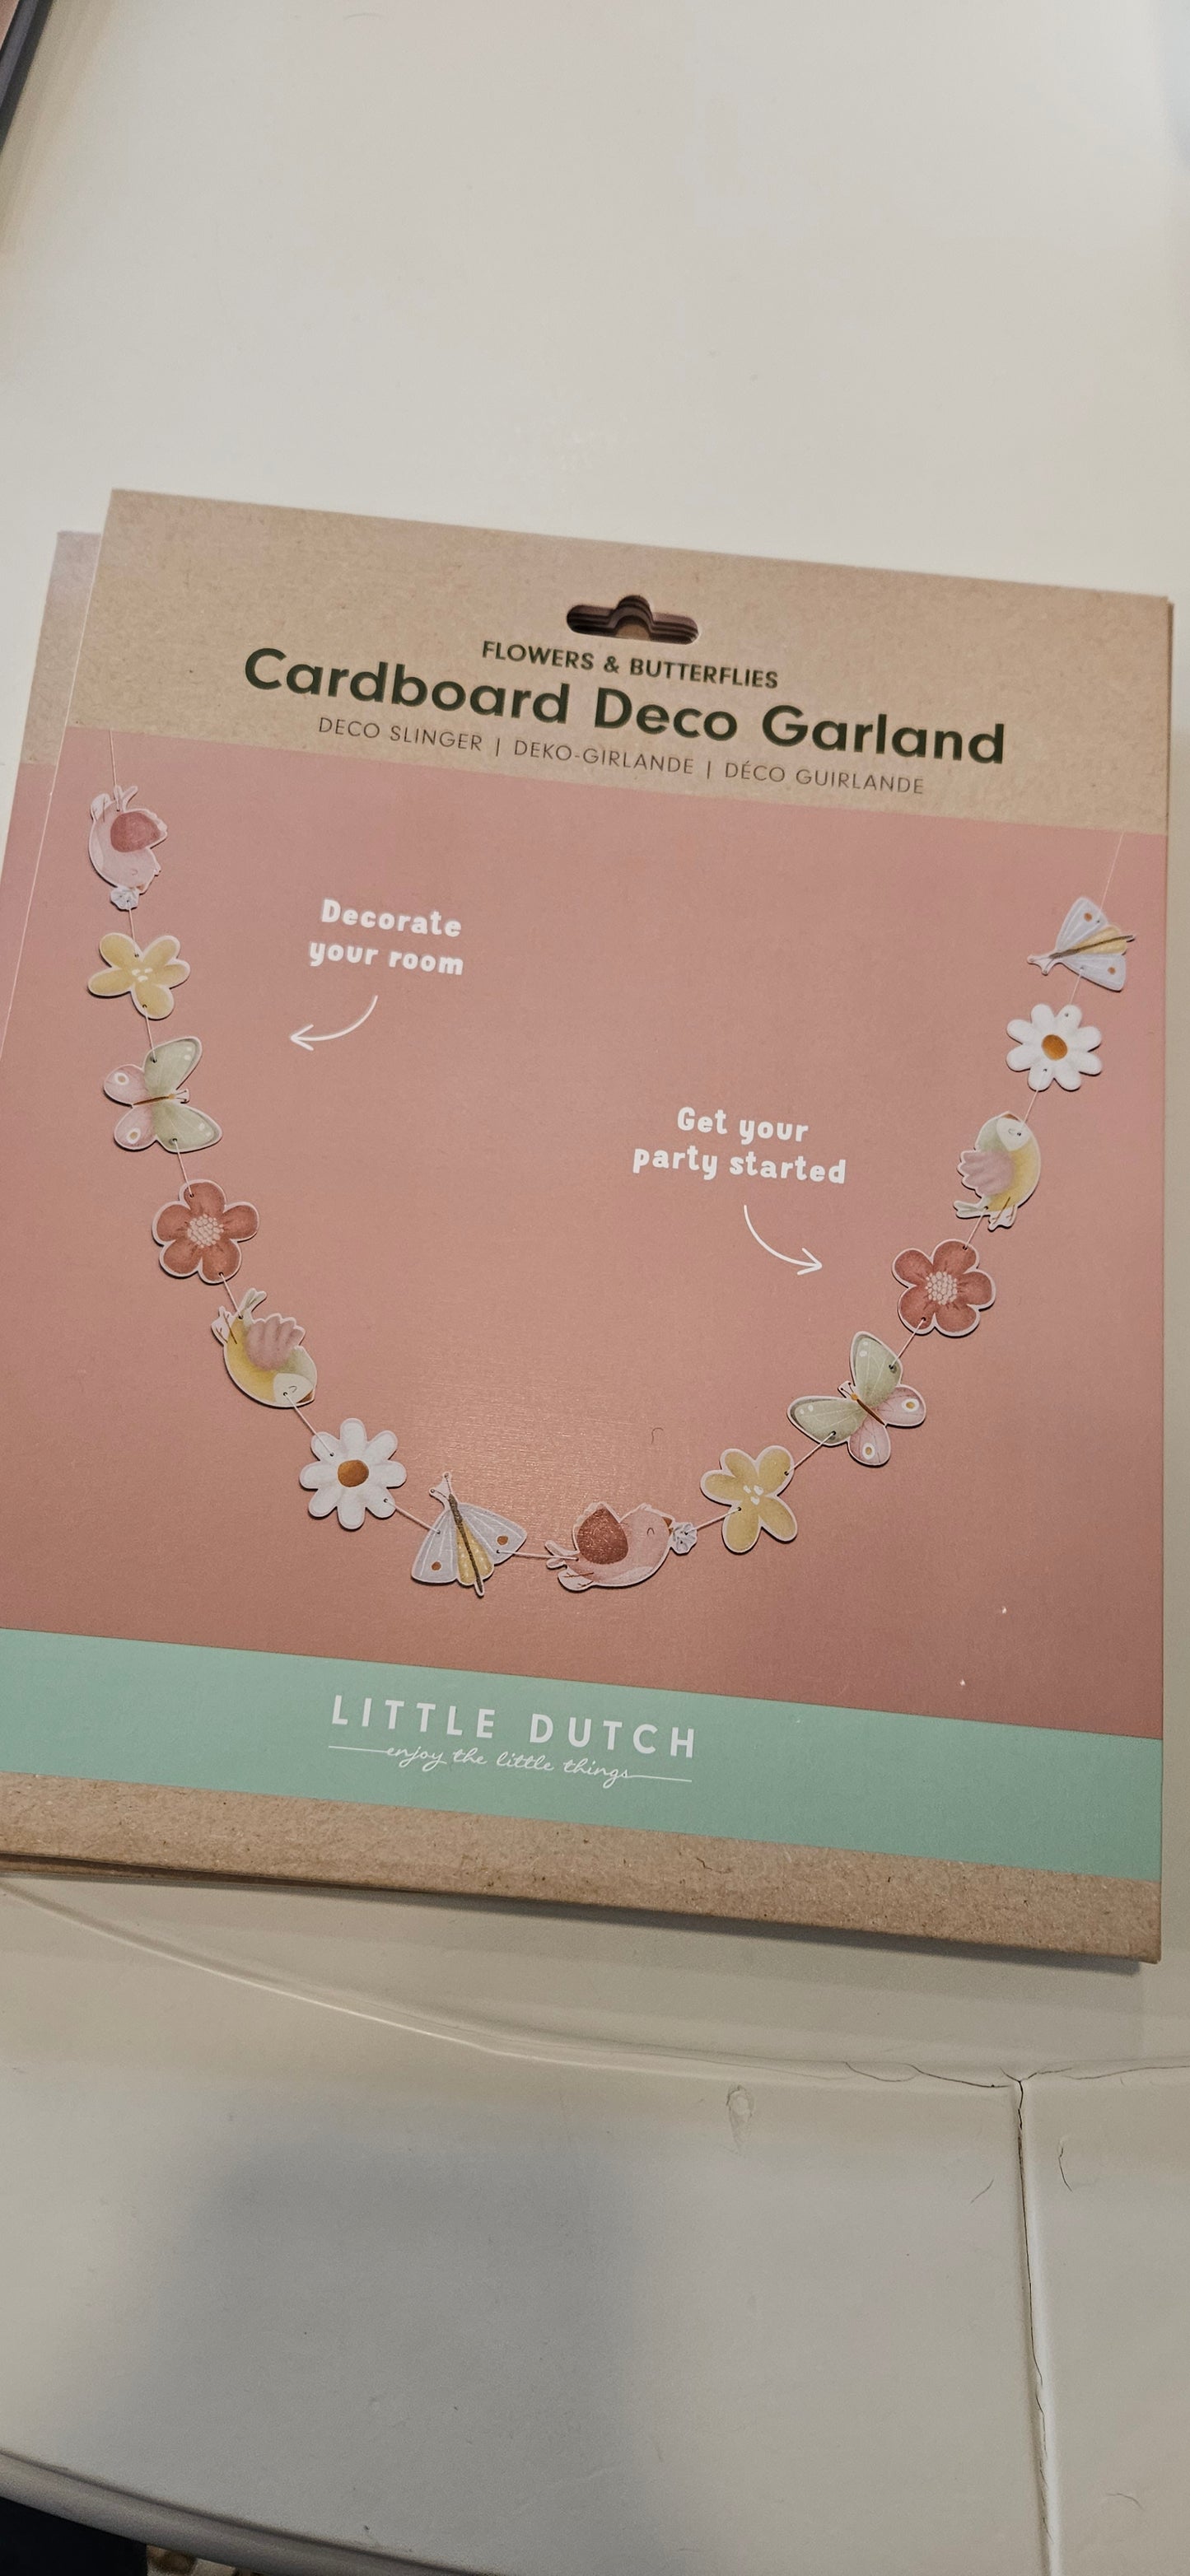 FLOWERS & BUTTERFLIES
Cardboard Deco Garland
DECO SLINGER | DEKO-GIRLANDE | DÉCO GUIRLANDE
Decorate
your room
Get your
party started
LITTLE DUTCH
enjoy the little things